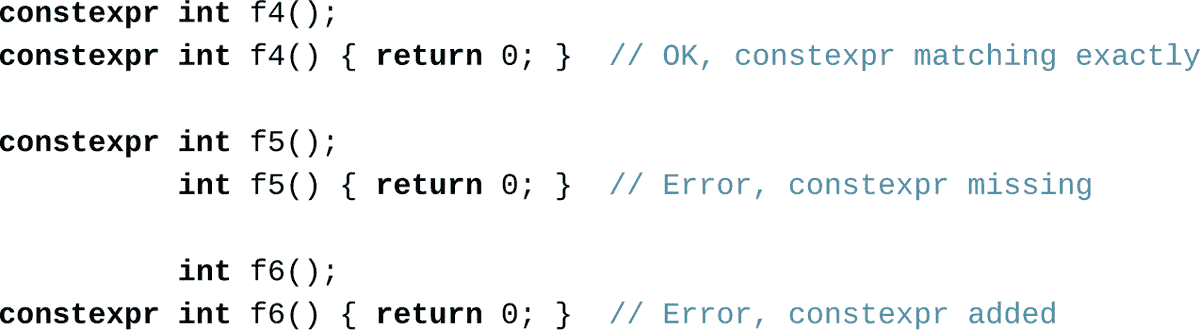 constexpr int f4();
constexpr int f4() { return 0; }  // OK, constexpr matching exactly
constexpr int f5();
          int f5() { return 0; }  // Error, constexpr missing
          int f6();
constexpr int f6() { return 0; }  // Error, constexpr added